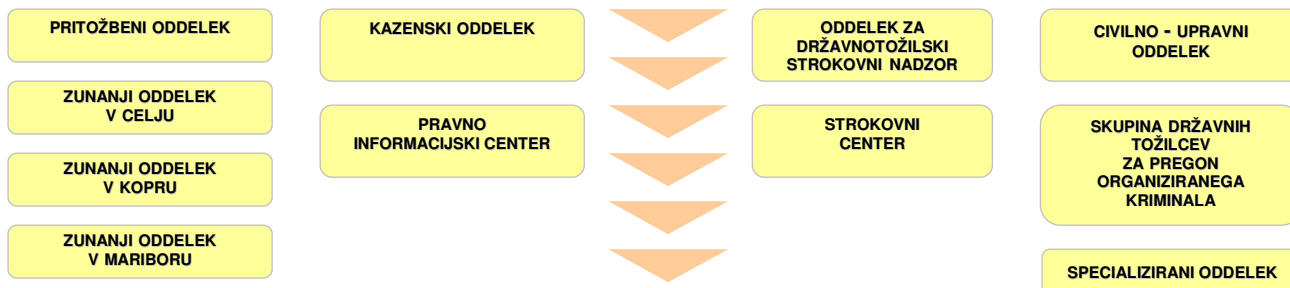 PRITOŽBENI ODDELEK
ZUNANJI ODDELEK
V CELJU
ZUNANJI ODDELEK
V KOPRU
ZUNANJI ODDELEK
V MARIBORU
KAZENSKI ODDELEK
PRAVNO
INFORMACIJSKI CENTER
ODDELEK ZA
DRŽAVNOTOŽILSKI
STROKOVNI NADZOR
STROKOVNI
CENTER
CIVILNO - UPRAVNI
ODDELEK
SKUPINA DRŽAVNIH
TOŽILCEV
ZA PREGON
ORGANIZIRANEGA
KRIMINALA
SPECIALIZIRANI ODDELEK